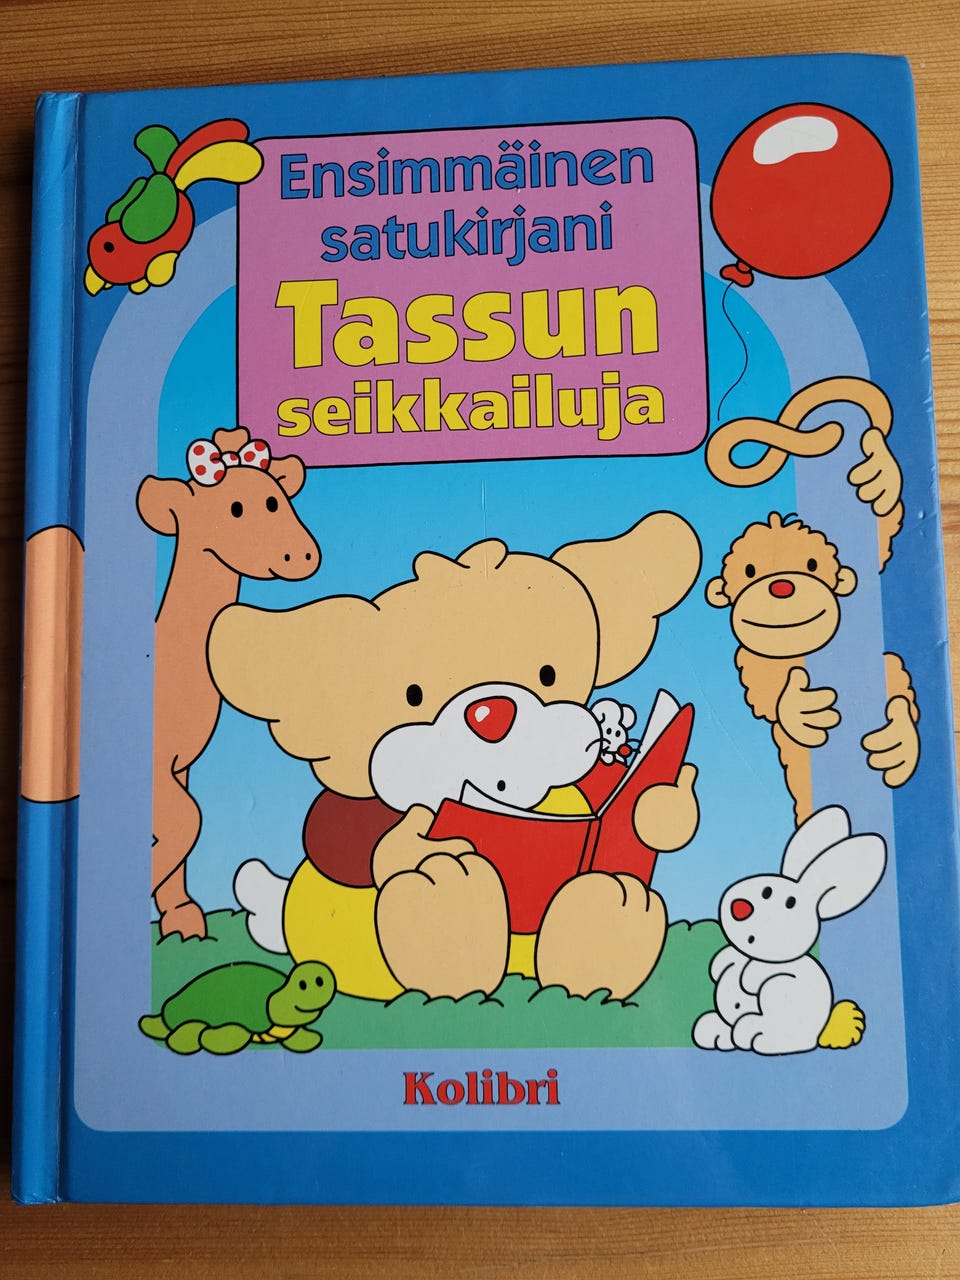 Ensimmäinen
satukirjani
Tassun
seikkailuja
Kolibri